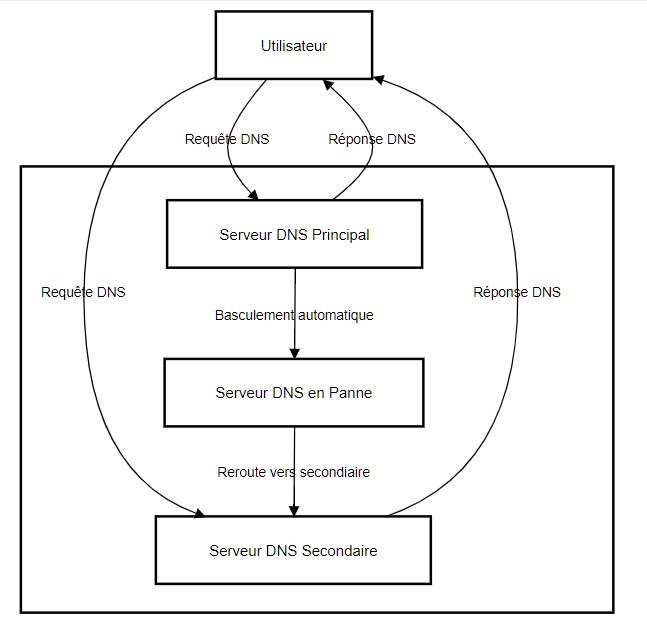 Utilisateur
Requête DNS
Réponse DNS
Serveur DNS Principal
Requête DNS
Réponse DNS
Basculement automatique
Serveur DNS en Panne
Reroute vers secondiaire
Serveur DNS Secondaire